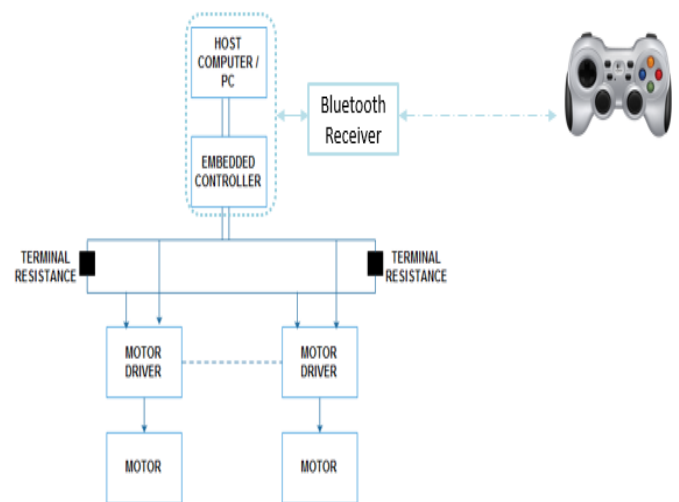 HOST
COMPUTER /
PC
Bluetooth
Receiver
EMBEDDED
CONTROLLER
TERMINAL
RESISTANCE
TERMINAL
RESISTANCE
MOTOR
DRIVER
MOTOR
DRIVER
MOTOR
MOTOR